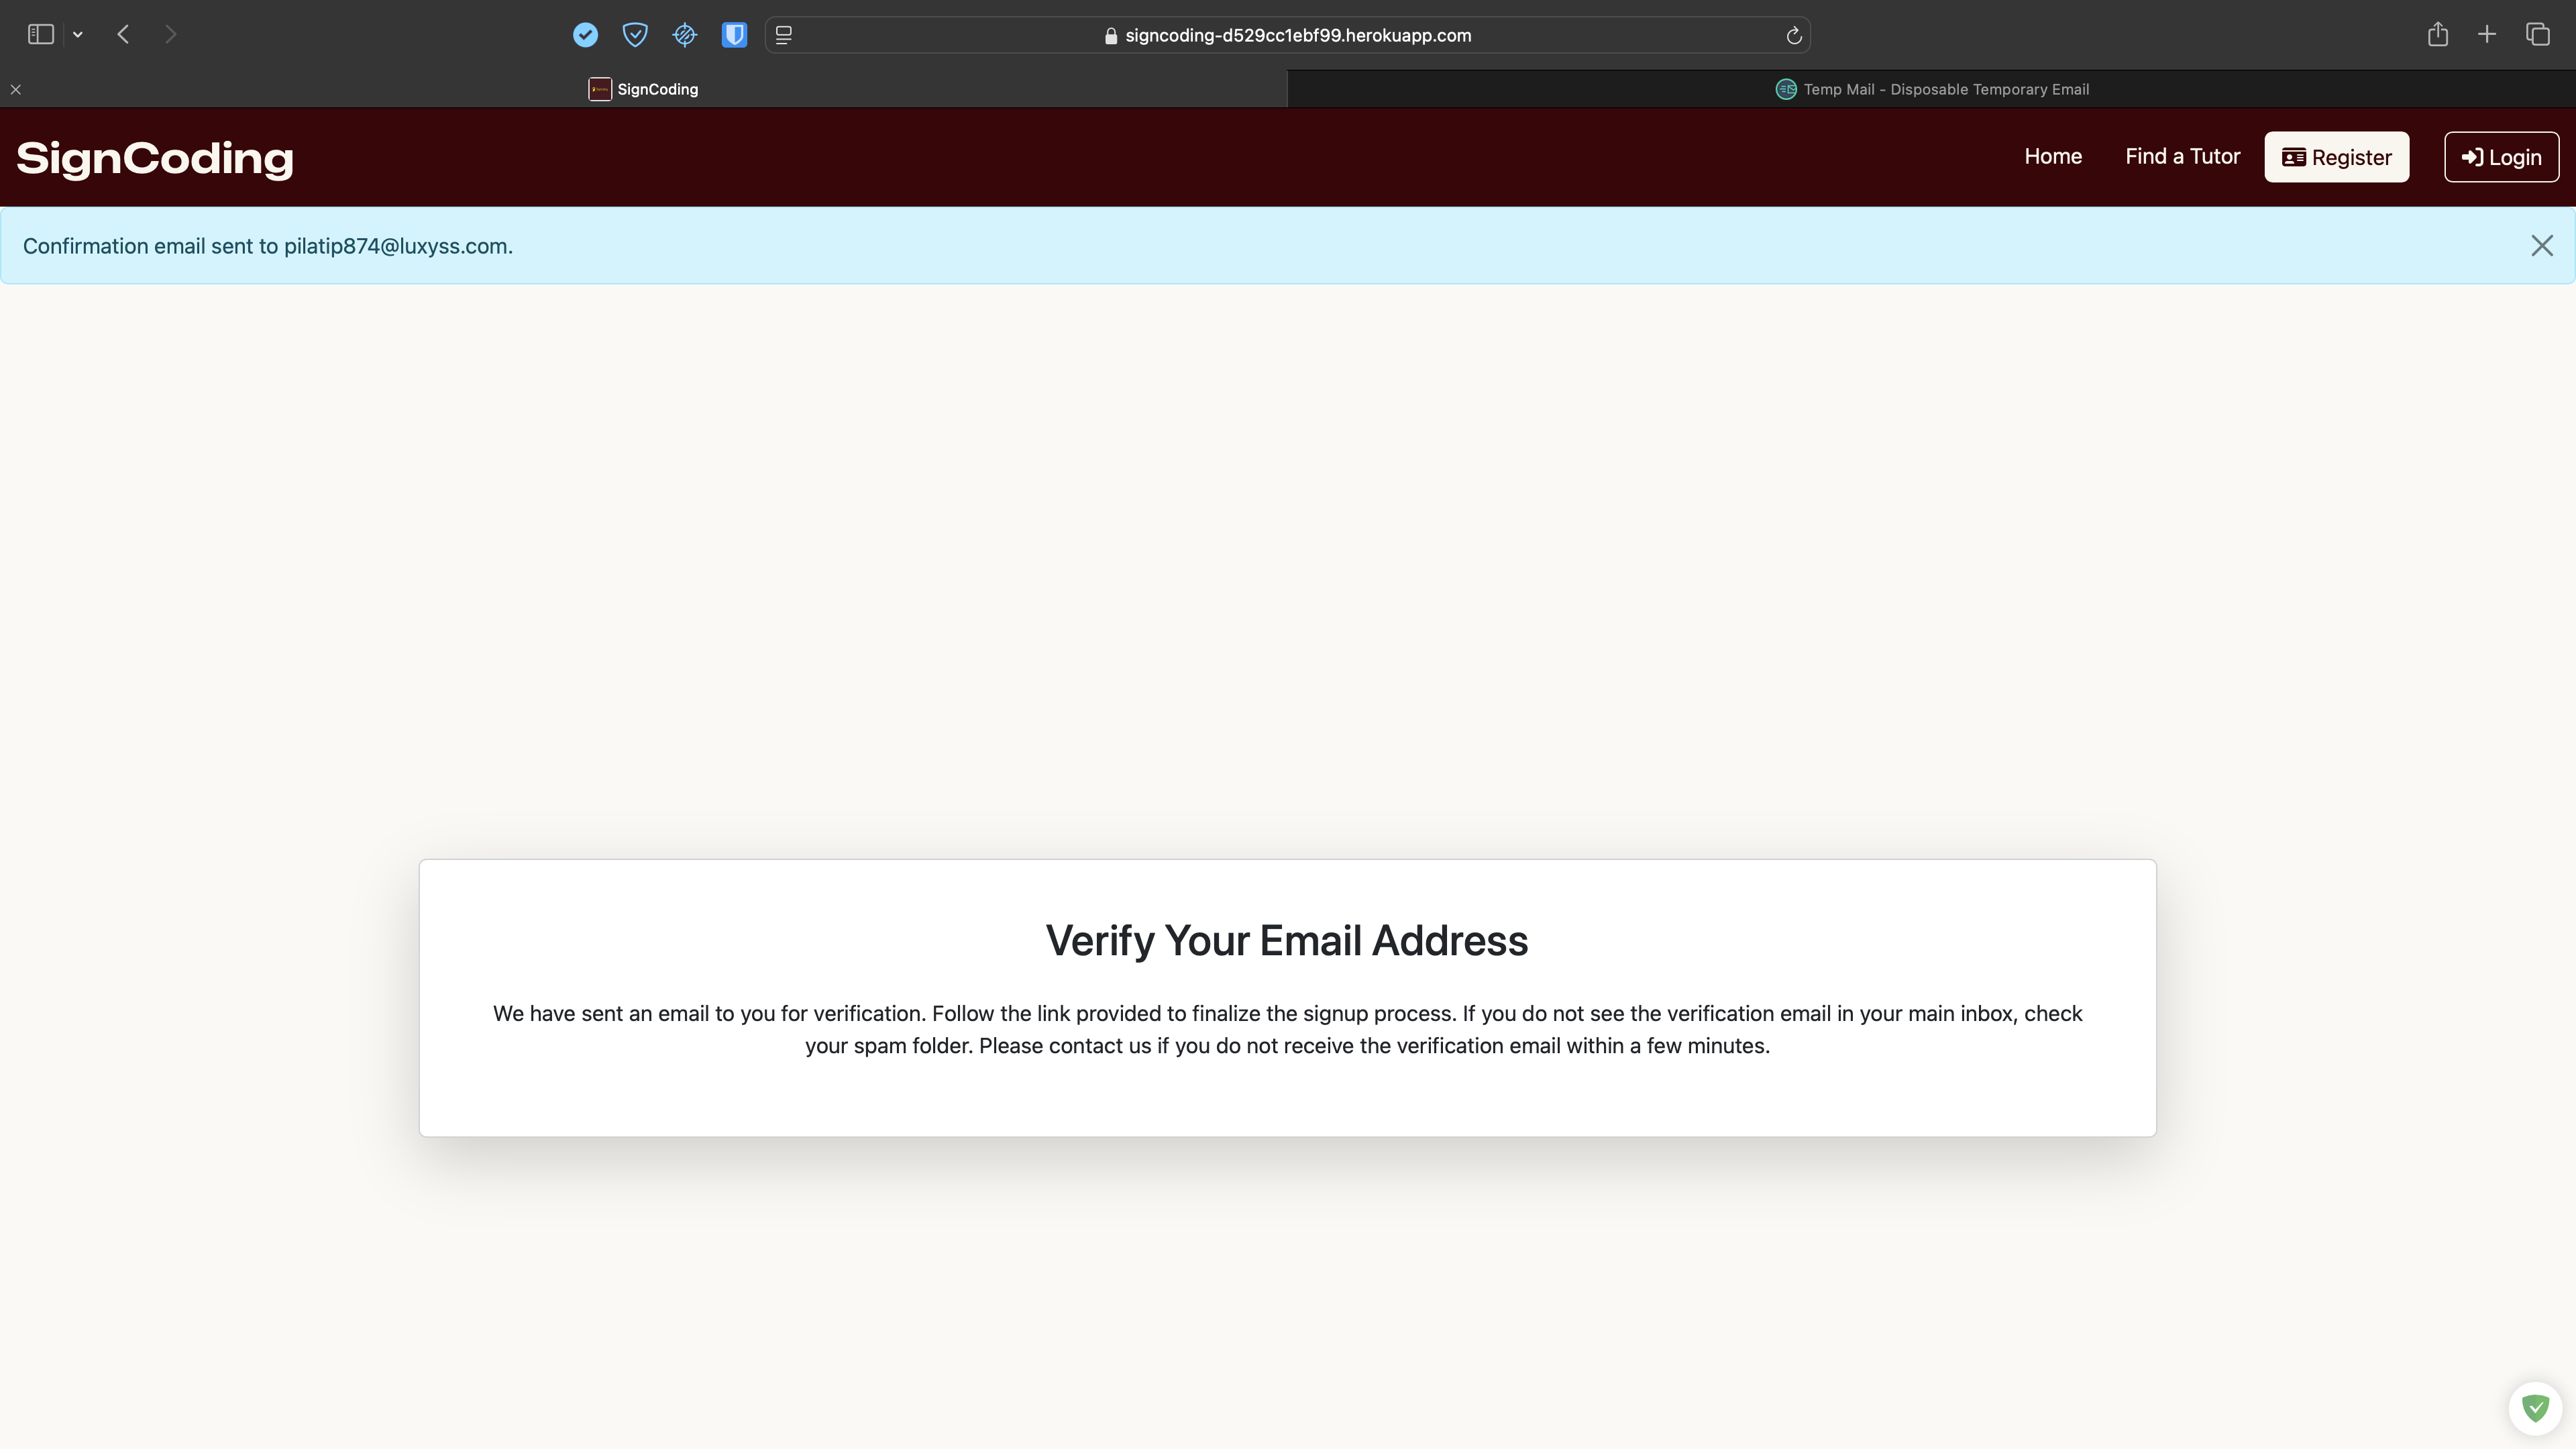 signcoding-d529cc1ebf99.herokuapp.com
SignCoding
Temp Mail - Disposable Temporary Email
SignCoding
Home
Find a Tutor
Register
Login
Confirmation email sent to pilatip874@luxyss.com.
Verify Your Email Address
We have sent an email to you for verification. Follow the link provided to finalize the signup process. If you do not see the verification email in your main inbox, check
your spam folder. Please contact us if you do not receive the verification email within a few minutes.